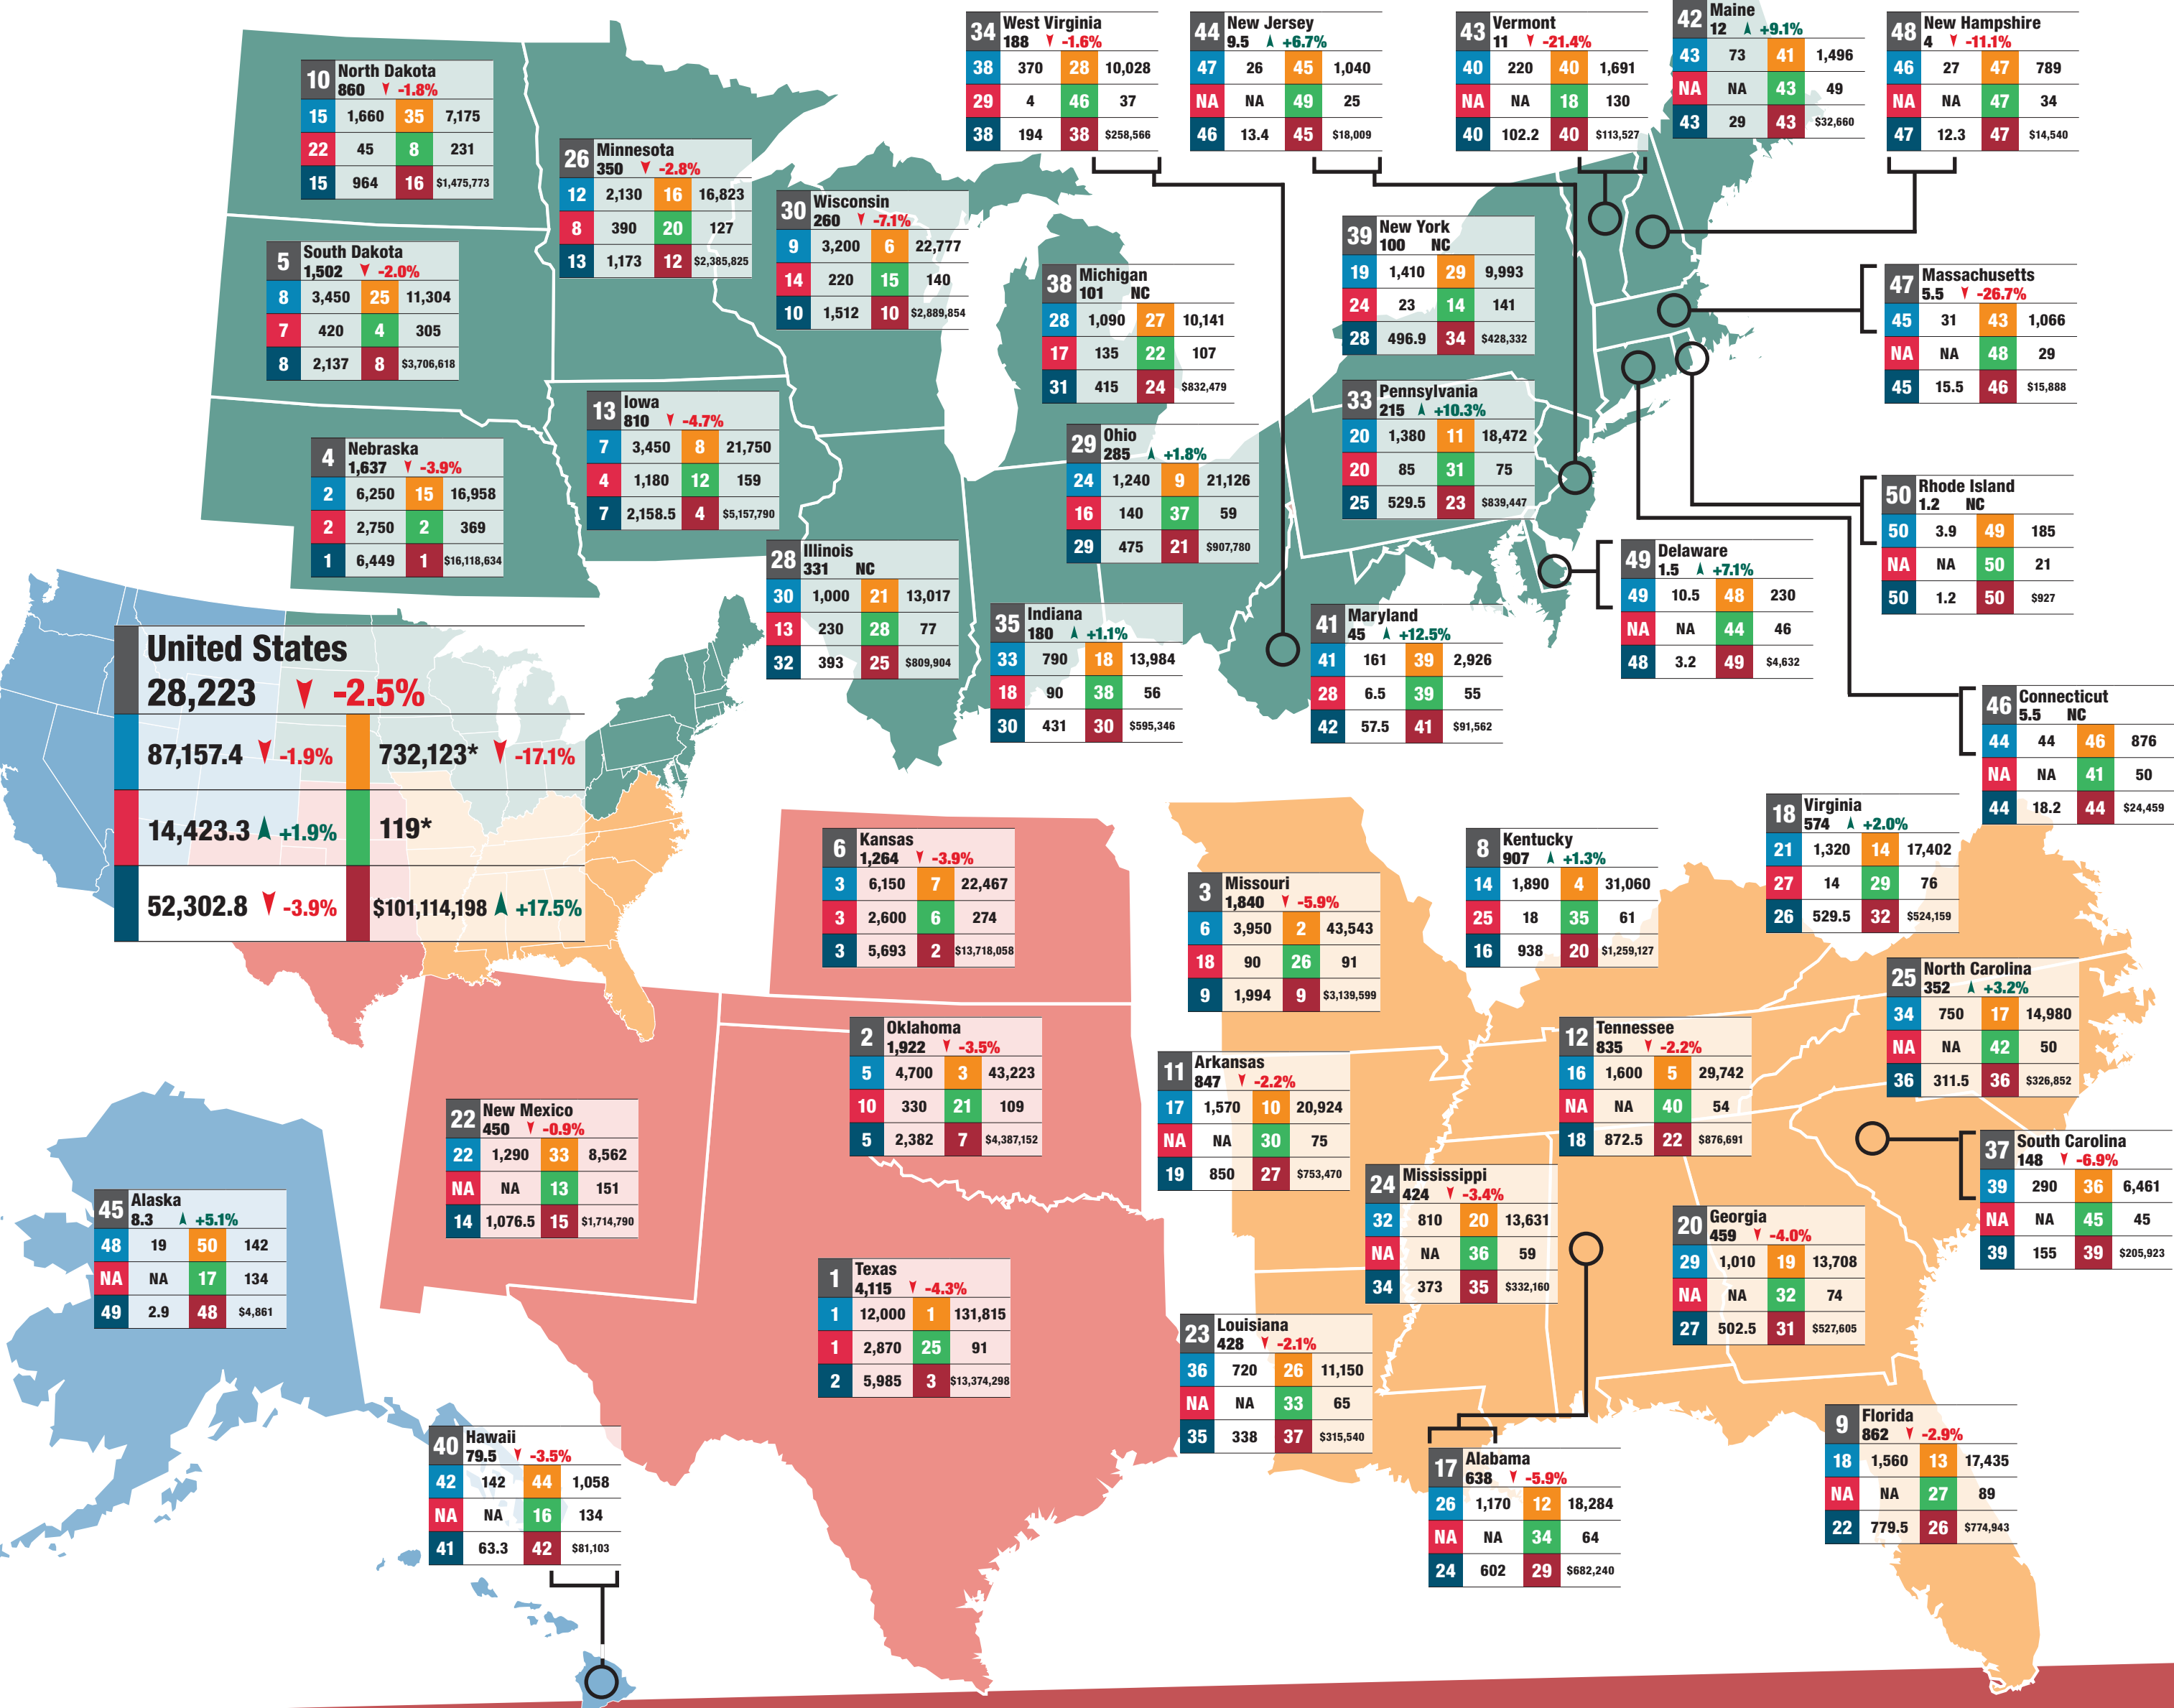 34 West Virginia
188 -1.6%
38 370 28 10,028
29 4 46 37
38 194 38 $258,566
44 New Jersey
9.5 +6.7%
47 26 45 1,040
NA NA 49 25
46 13.4 45 $18,009
43 Vermont
11 -21.4%
40 220 40 1,691
NA NA 18 130
40 102.2 40 $113,527
42 Maine
12 +9.1%
43 73 41 1,496
NA NA 43 49
43 29 43 $32,660
48 New Hampshire
4 -11.1%
46 27 47 789
NA NA 47 34
47 12.3 47 $14,540
10 North Dakota
860 -1.8%
15 1,660 35 7,175
22 45 8 231
15 964 16 $1,475,773
26 Minnesota
350 -2.8%
12 2,130 16 16,823
8 390 20 127
13 1,173 12 $2,385,825
30 Wisconsin
260 -7.1%
9 3,200 6 22,777
14 220 15 140
10 1,512 10 $2,889,854
39 New York
100 NC
19 1,410 29 9,993
24 23 14 141
28 496.9 34 $428,332
5 South Dakota
1,502 -2.0%
8 3,450 25 11,304
7 420 4 305
8 2,137 8 $3,706,618
38 Michigan
101 NC
28 1,090 27 10,141
17 135 22 107
31 415 24 $832,479
47 Massachusetts
5.5 -26.7%
45 31 43 1,066
NA NA 48 29
45 15.5 46 $15,888
33 Pennsylvania
215 +10.3%
20 1,380 11 18,472
20 85 31 75
25 529.5 23 $839,447
13 Iowa
810 -4.7%
7 3,450 8 21,750
4 1,180 12 159
7 2,158.5 4 $5,157,790
29 Ohio
285 +1.8%
24 1,240 9 21,126
16 140 37 59
29 475 21 $907,780
4 Nebraska
1,637 -3.9%
2 6,250 15 16,958
2 2,750 2 369
1 6,449 1 $16,118,634
50 Rhode Island
1.2 NC
50 3.9 49 185
NA NA 50 21
50 1.2 50 $927
28 Illinois
331 NC
30 1,000 21 13,017
13 230 28 77
32 393 25 $809,904
49 Delaware
1.5 +7.1%
49 10.5 48 230
NA NA 44 46
48 3.2 49 $4,632
35 Indiana
180 +1.1%
33 790 18 13,984
18 90 38 56
30 431 30 $595,346
41 Maryland
45 +12.5%
41 161 39 2,926
28 6.5 39 55
42 57.5 41 $91,562
United States
28,223 -2.5%
87,157.4 -1.9% 732,123* -17.1%
14,423.3 +1.9% 119*
52,302.8 -3.9% $101,114,198 +17.5%
46 Connecticut
5.5 NC
44 44 46 876
NA NA 41 50
44 18.2 44 $24,459
18 Virginia
574 +2.0%
21 1,320 14 17,402
27 14 29 76
26 529.5 32 $524,159
6 Kansas
1,264 -3.9%
3 6,150 7 22,467
3 2,600 6 274
3 5,693 2 $13,718,058
8 Kentucky
907 +1.3%
14 1,890 4 31,060
25 18 35 61
16 938 20 $1,259,127
3 Missouri
1,840 -5.9%
6 3,950 2 43,543
18 90 26 91
9 1,994 9 $3,139,599
25 North Carolina
352 +3.2%
34 750 17 14,980
NA NA 42 50
36 311.5 36 $326,852
2 Oklahoma
1,922 -3.5%
5 4,700 3 43,223
10 330 21 109
5 2,382 7 $4,387,152
12 Tennessee
835 -2.2%
16 1,600 5 29,742
NA NA 40 54
18 872.5 22 $876,691
11 Arkansas
847 -2.2%
17 1,570 10 20,924
NA NA 30 75
19 850 27 $753,470
22 New Mexico
450 -0.9%
22 1,290 33 8,562
NA NA 13 151
14 1,076.5 15 $1,714,790
37 South Carolina
148 -6.9%
39 290 36 6,461
NA NA 45 45
39 155 39 $205,923
24 Mississippi
424 -3.4%
32 810 20 13,631
NA NA 36 59
34 373 35 $332,160
45 Alaska
8.3 +5.1%
48 19 50 142
NA NA 17 134
49 2.9 48 $4,861
20 Georgia
459 -4.0%
29 1,010 19 13,708
NA NA 32 74
27 502.5 31 $527,605
1 Texas
4,115 -4.3%
1 12,000 1 131,815
1 2,870 25 91
2 5,985 3 $13,374,298
23 Louisiana
428 -2.1%
36 720 26 11,150
NA NA 33 65
35 338 37 $315,540
9 Florida
862 -2.9%
18 1,560 13 17,435
NA NA 27 89
22 779.5 26 $774,943
40 Hawaii
79.5 -3.5%
42 142 44 1,058
NA NA 16 134
41 63.3 42 $81,103
17 Alabama
638 -5.9%
26 1,170 12 18,284
NA NA 34 64
24 602 29 $682,240